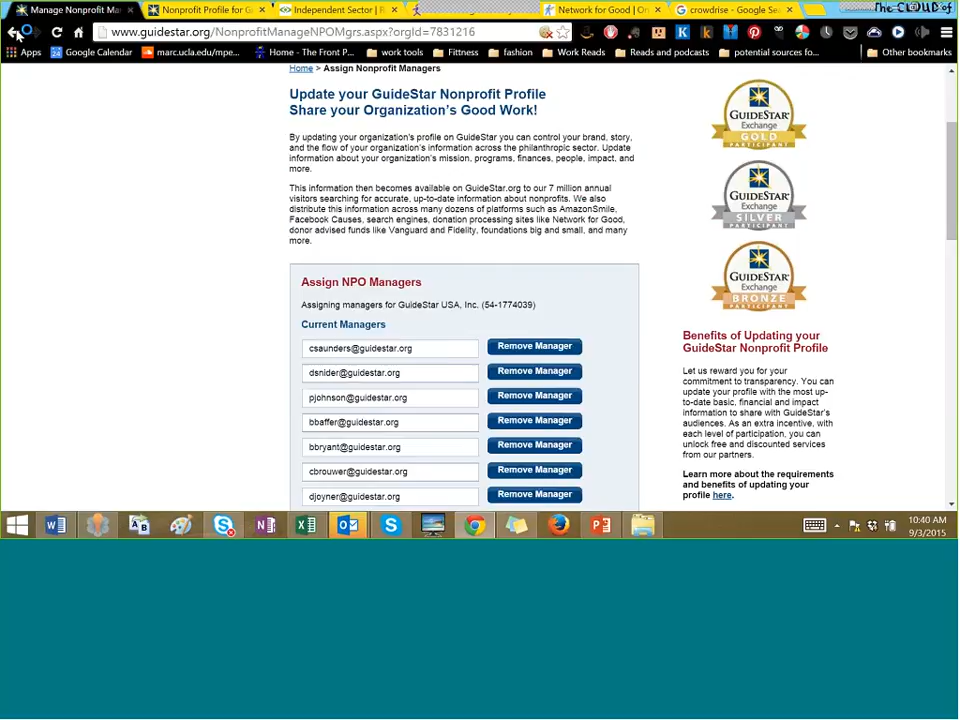 Manage Nonprofit Ma
Nonprofit Profile for G
Independent Sector | R
Network for Good | On
crowdrise - Google Sea
THE CLOUD of
www.guidestar.org/NonprofitManageNPOMgrs.aspx?orgId=7831216
Apps
Google Calendar
marc.ucla.edu/mpe...
Home - The Front P...
work tools
Fittness
fashion
Work Reads
Reads and podcasts
potential sources fo...
Other bookmarks
Home > Assign Nonprofit Managers
Update your GuideStar Nonprofit Profile
Share your Organization's Good Work!
By updating your organization's profile on GuideStar you can control your brand, story,
and the flow of your organization's information across the philanthropic sector. Update
information about your organization's mission, programs, finances, people, impact, and
more.
This information then becomes available on GuideStar.org to our 7 million annual
visitors searching for accurate, up-to-date information about nonprofits. We also
distribute this information across many dozens of platforms such as AmazonSmile,
Facebook Causes, search engines, donation processing sites like Network for Good,
donor advised funds like Vanguard and Fidelity, foundations big and small, and many
more.
Assign NPO Managers
Assigning managers for GuideStar USA, Inc. (54-1774039)
Current Managers
csaunders@guidestar.org
Remove Manager
dsnider@guidestar.org
Remove Manager
pjohnson@guidestar.org
Remove Manager
bbaffer@guidestar.org
Remove Manager
bbryant@guidestar.org
Remove Manager
cbrouwer@guidestar.org
Remove Manager
djoyner@guidestar.org
Remove Manager
GUIDESTAR
Exchange
GOLD
PARTICIPANT
GUIDESTAR
Exchange
SILVER
PARTICIPANT
GUIDESTAR
Exchange
BRONZE
PARTICIPANT
Benefits of Updating your
GuideStar Nonprofit Profile
Let us reward you for your
commitment to transparency. You can
update your profile with the most up-
to-date basic, financial and impact
information to share with GuideStar's
audiences. As an extra incentive, with
each level of participation, you can
unlock free and discounted services
from our partners.
Learn more about the requirements
and benefits of updating your
profile here.
10:40 AM
9/3/2015